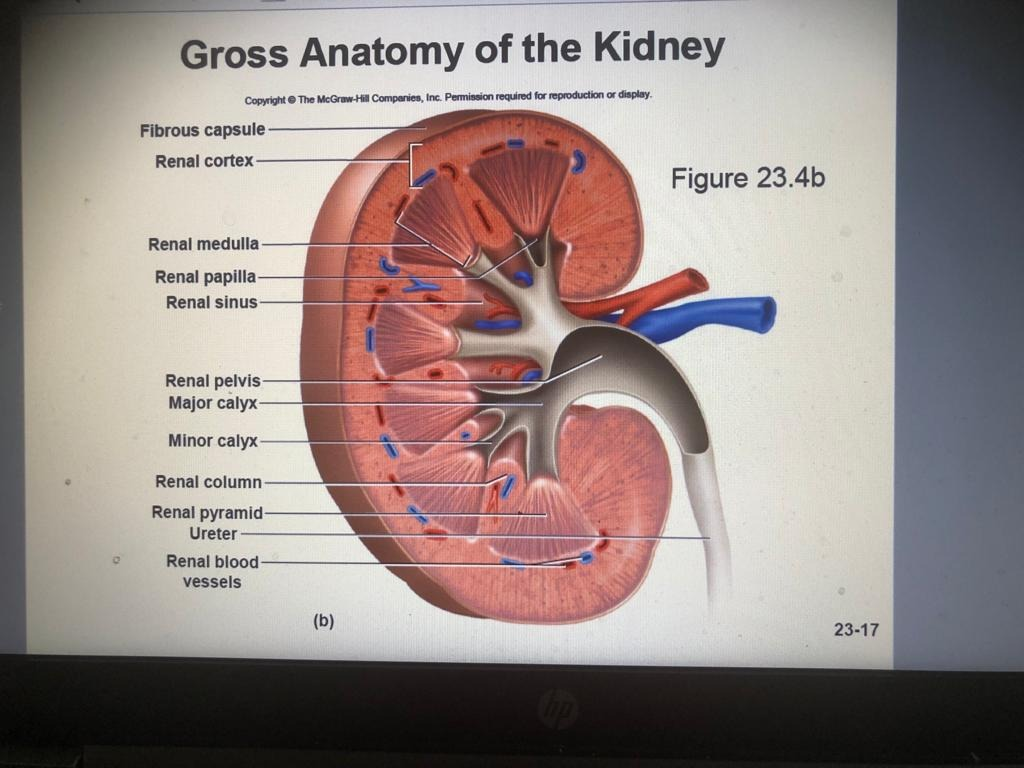 Gross Anatomy of the Kidney
Copyright © The McGraw-Hill Companies, Inc. Permission required for reproduction or display.
Fibrous capsule
Renal cortex
Figure 23.4b
Renal medulla
Renal papilla
Renal sinus
Renal pelvis
Major calyx
Minor calyx
Renal column
Renal pyramid
Ureter
Renal blood
vessels
(b)
23-17
hp